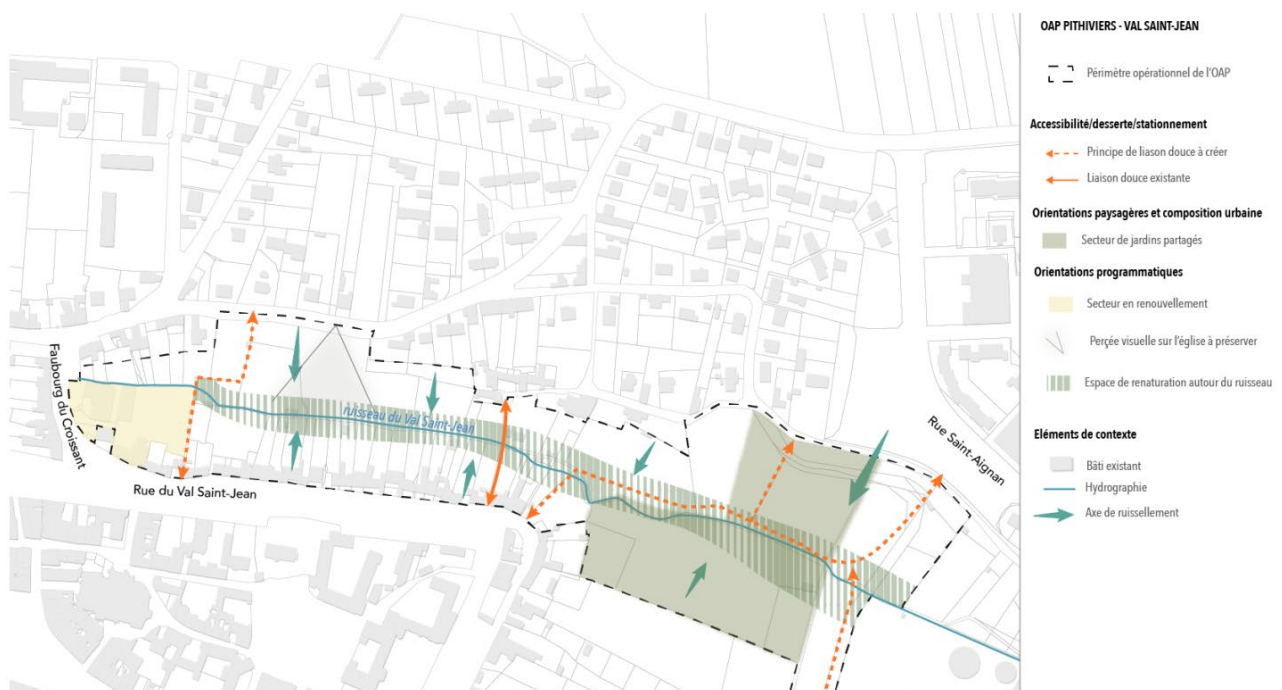 OAP PITHIVIERS - VAL SAINT-JEAN
Périmètre opérationnel de l'OAP
Accessibilité/desserte/stationnement
Principe de liason douce à créer
Liaison douce existante
Orientations paysagères et composition urbaine
Secteur de jardins partagés
Orientations programmatiques
Secteur en renouvellement
Perçée visuelle sur l'église à préserver
Espace de renaturation autour du ruisseau
Eléments de contexte
Bâti existant
Hydrographie
Axe de ruissellement
Faubourg du Croissant
ruisseau du Val Saint-Jean
Rue du Val Saint-Jean
Rue Saint-Aignan